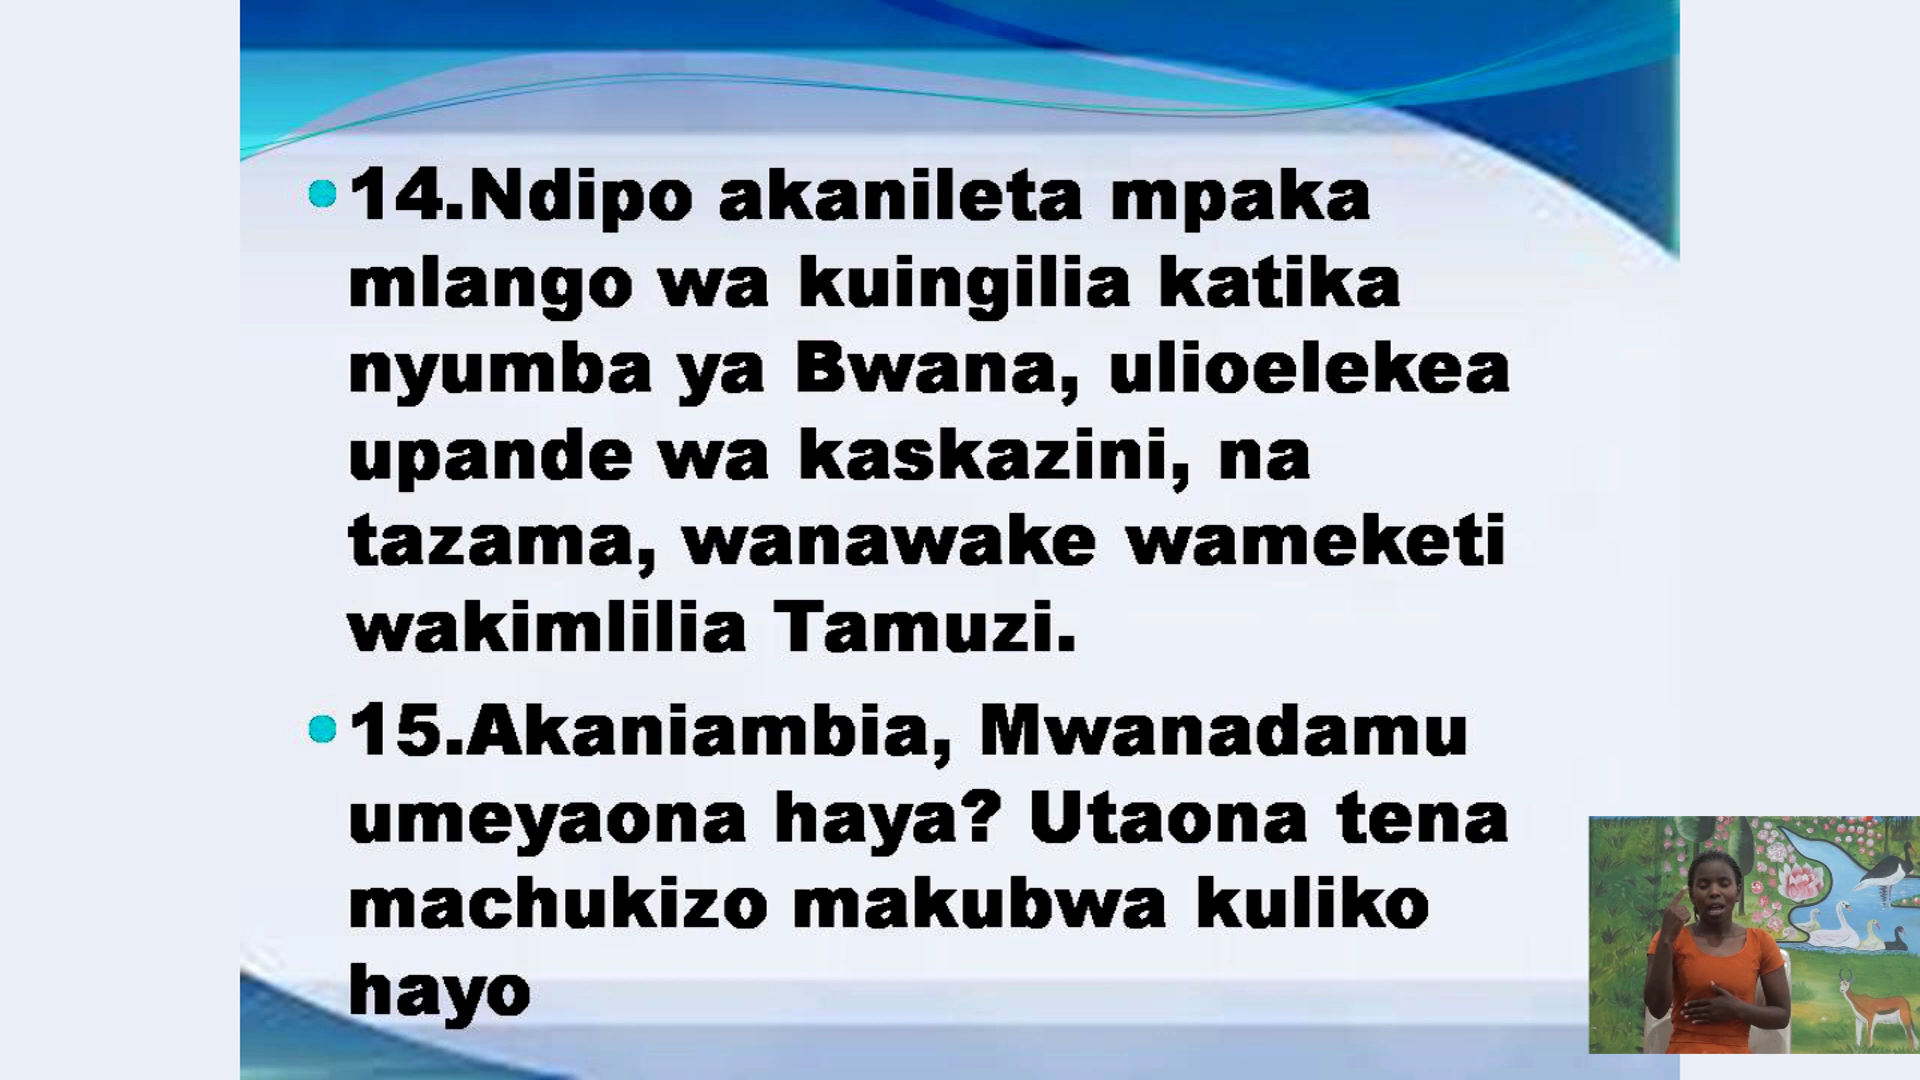 14.Ndipo akanileta mpaka
mlango wa kuingilia katika
nyumba ya Bwana, ulioelekea
upande wa kaskazini, na
tazama, wanawake wameketi
wakimlilia Tamuzi.
15.Akaniambia, Mwanadamu
umeyaona haya? Utaona tena
machukizo makubwa kuliko
hayo